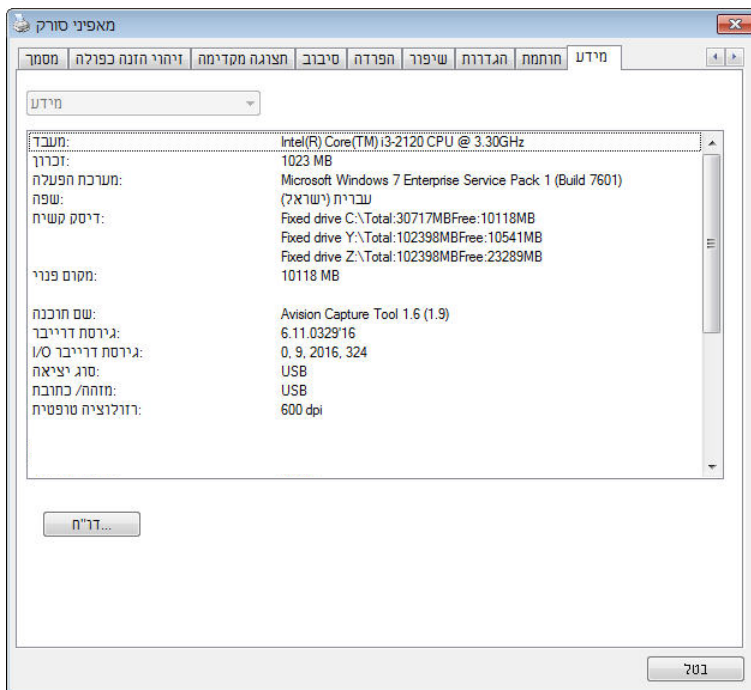 מאפיני סורק
מסמך זיהוי הזנה כפולה תצוגה מקדימה סיבוב הפרדה שיפור הגדרות חותמת מידע
מידע
מעבד: Intel(R) Core(TM) i3-2120 CPU @ 3.30GHz
זכרון: 1023 MB
מערכת הפעלה: Microsoft Windows 7 Enterprise Service Pack 1 (Build 7601)
שפה: עברית (ישראל)
דיסק קשיח: Fixed drive C:\Total:30717MBFree:10118MB
Fixed drive Y:\Total:102398MBFree:10541MB
Fixed drive Z:\Total:102398MBFree:23289MB
מקום פנוי: 10118 MB
שם תוכנה: Avision Capture Tool 1.6 (1.9)
גירסת דרייבר: 6.11.0329'16
גירסת דרייבר I/O: 0, 9, 2016, 324
סוג יציאה: USB
מזהה/ כתובת: USB
רזולוציה טופטית: 600 dpi
דו"ח...
בטל